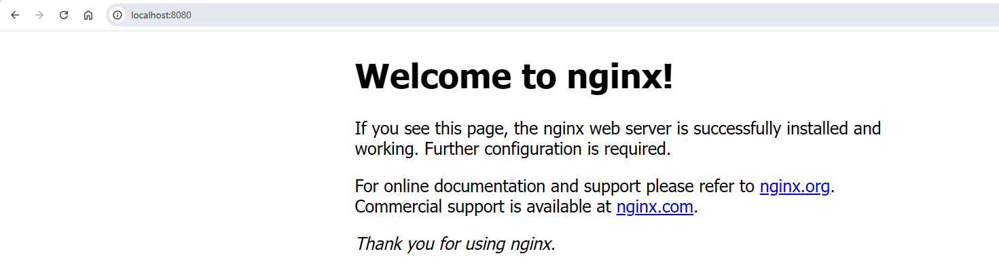 localhost:8080
Welcome to nginx!
If you see this page, the nginx web server is successfully installed and
working. Further configuration is required.
For online documentation and support please refer to nginx.org.
Commercial support is available at nginx.com.
Thank you for using nginx.